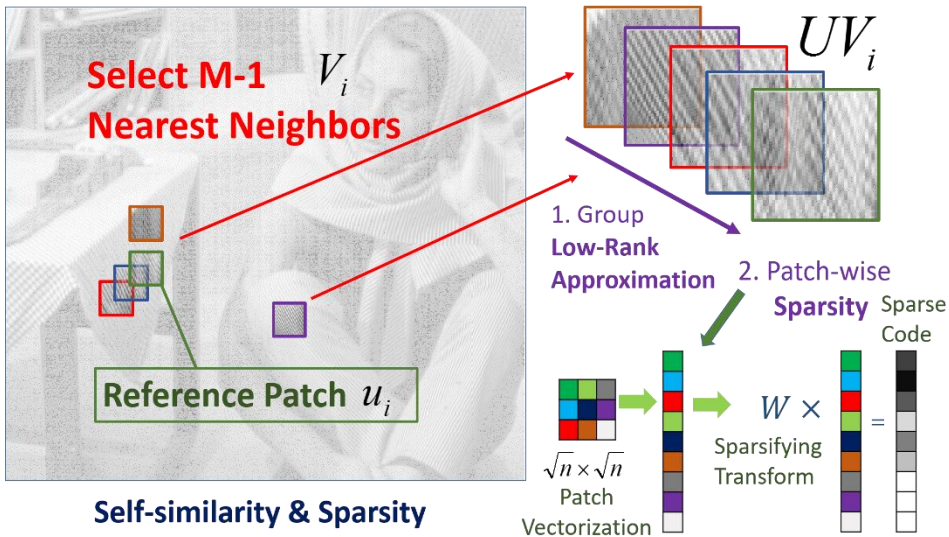 Select M-1 V_i
Nearest Neighbors
UV_i
1. Group
Low-Rank
Approximation
2. Patch-wise
Sparsity
Sparse
Code
Reference Patch u_i
W ×
=
√n × √n
Patch
Vectorization
Sparsifying
Transform
Self-similarity & Sparsity